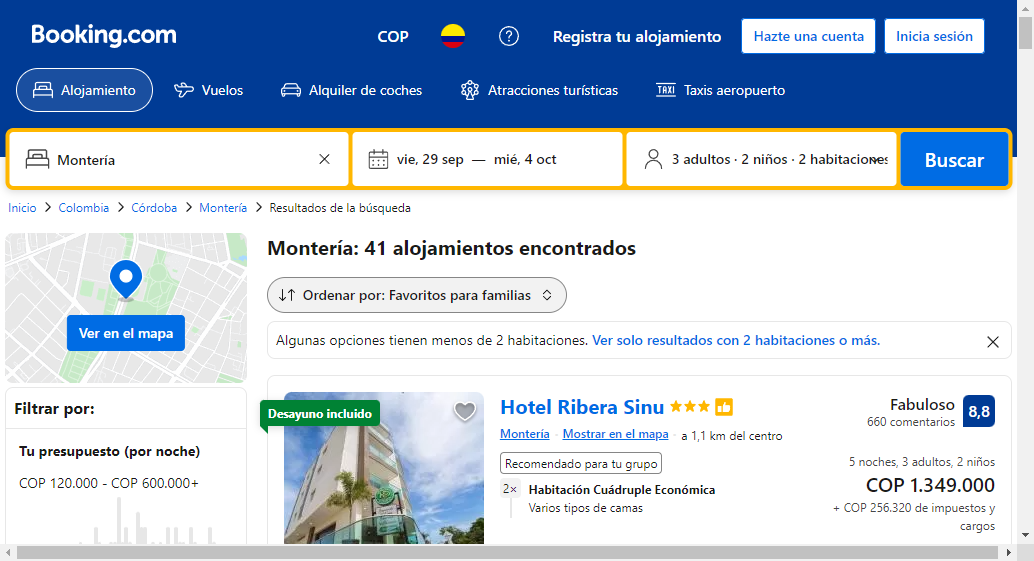 Booking.com
COP
Registra tu alojamiento
Hazte una cuenta
Inicia sesión
Alojamiento
Vuelos
Alquiler de coches
Atracciones turísticas
TAXI
Taxis aeropuerto
Montería
vie, 29 sep — mié, 4 oct
3 adultos · 2 niños · 2 habitaciones
Buscar
Inicio > Colombia > Córdoba > Montería > Resultados de la búsqueda
Ver en el mapa
Filtrar por:
Tu presupuesto (por noche)
COP 120.000 - COP 600.000+
Montería: 41 alojamientos encontrados
Ordenar por: Favoritos para familias
Algunas opciones tienen menos de 2 habitaciones. Ver solo resultados con 2 habitaciones o más.
Desayuno incluido
Hotel Ribera Sinu
Montería · Mostrar en el mapa · a 1,1 km del centro
Recomendado para tu grupo
2× Habitación Cuádruple Económica
Varios tipos de camas
Fabuloso
660 comentarios
8,8
5 noches, 3 adultos, 2 niños
COP 1.349.000
+ COP 256.320 de impuestos y
cargos